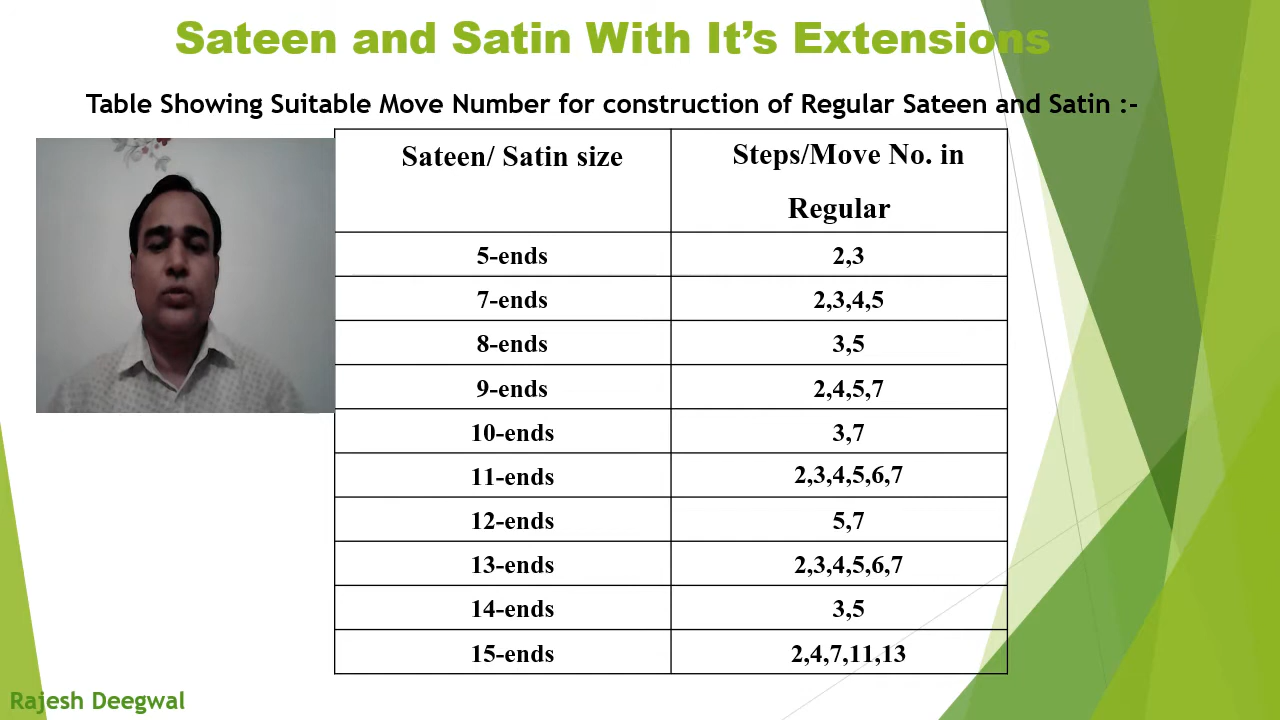 Sateen and Satin With It’s Extensions
Table Showing Suitable Move Number for construction of Regular Sateen and Satin :-
Sateen/ Satin size
Steps/Move No. in
Regular
5-ends 2,3
7-ends 2,3,4,5
8-ends 3,5
9-ends 2,4,5,7
10-ends 3,7
11-ends 2,3,4,5,6,7
12-ends 5,7
13-ends 2,3,4,5,6,7
14-ends 3,5
15-ends 2,4,7,11,13
Rajesh Deegwal